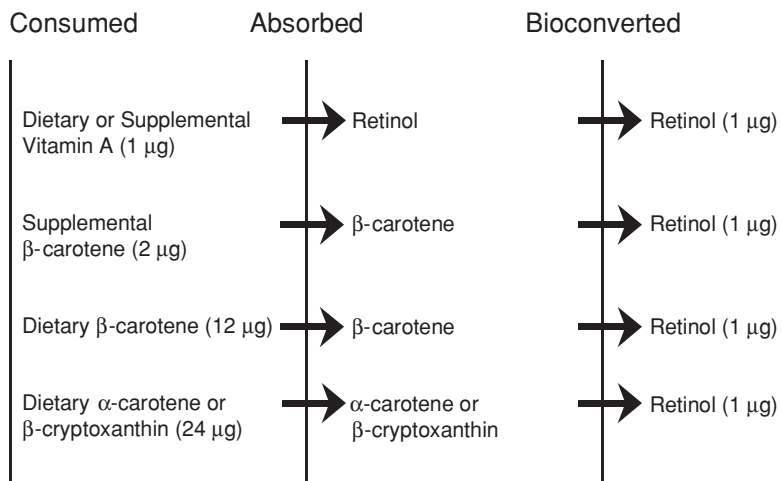 Consumed Absorbed Bioconverted
Dietary or Supplemental
Vitamin A (1 μg)
Retinol
Retinol (1 μg)
Supplemental
β-carotene (2 μg)
β-carotene
Retinol (1 μg)
Dietary β-carotene (12 μg)
β-carotene
Retinol (1 μg)
Dietary α-carotene or
β-cryptoxanthin (24 μg)
α-carotene or
β-cryptoxanthin
Retinol (1 μg)